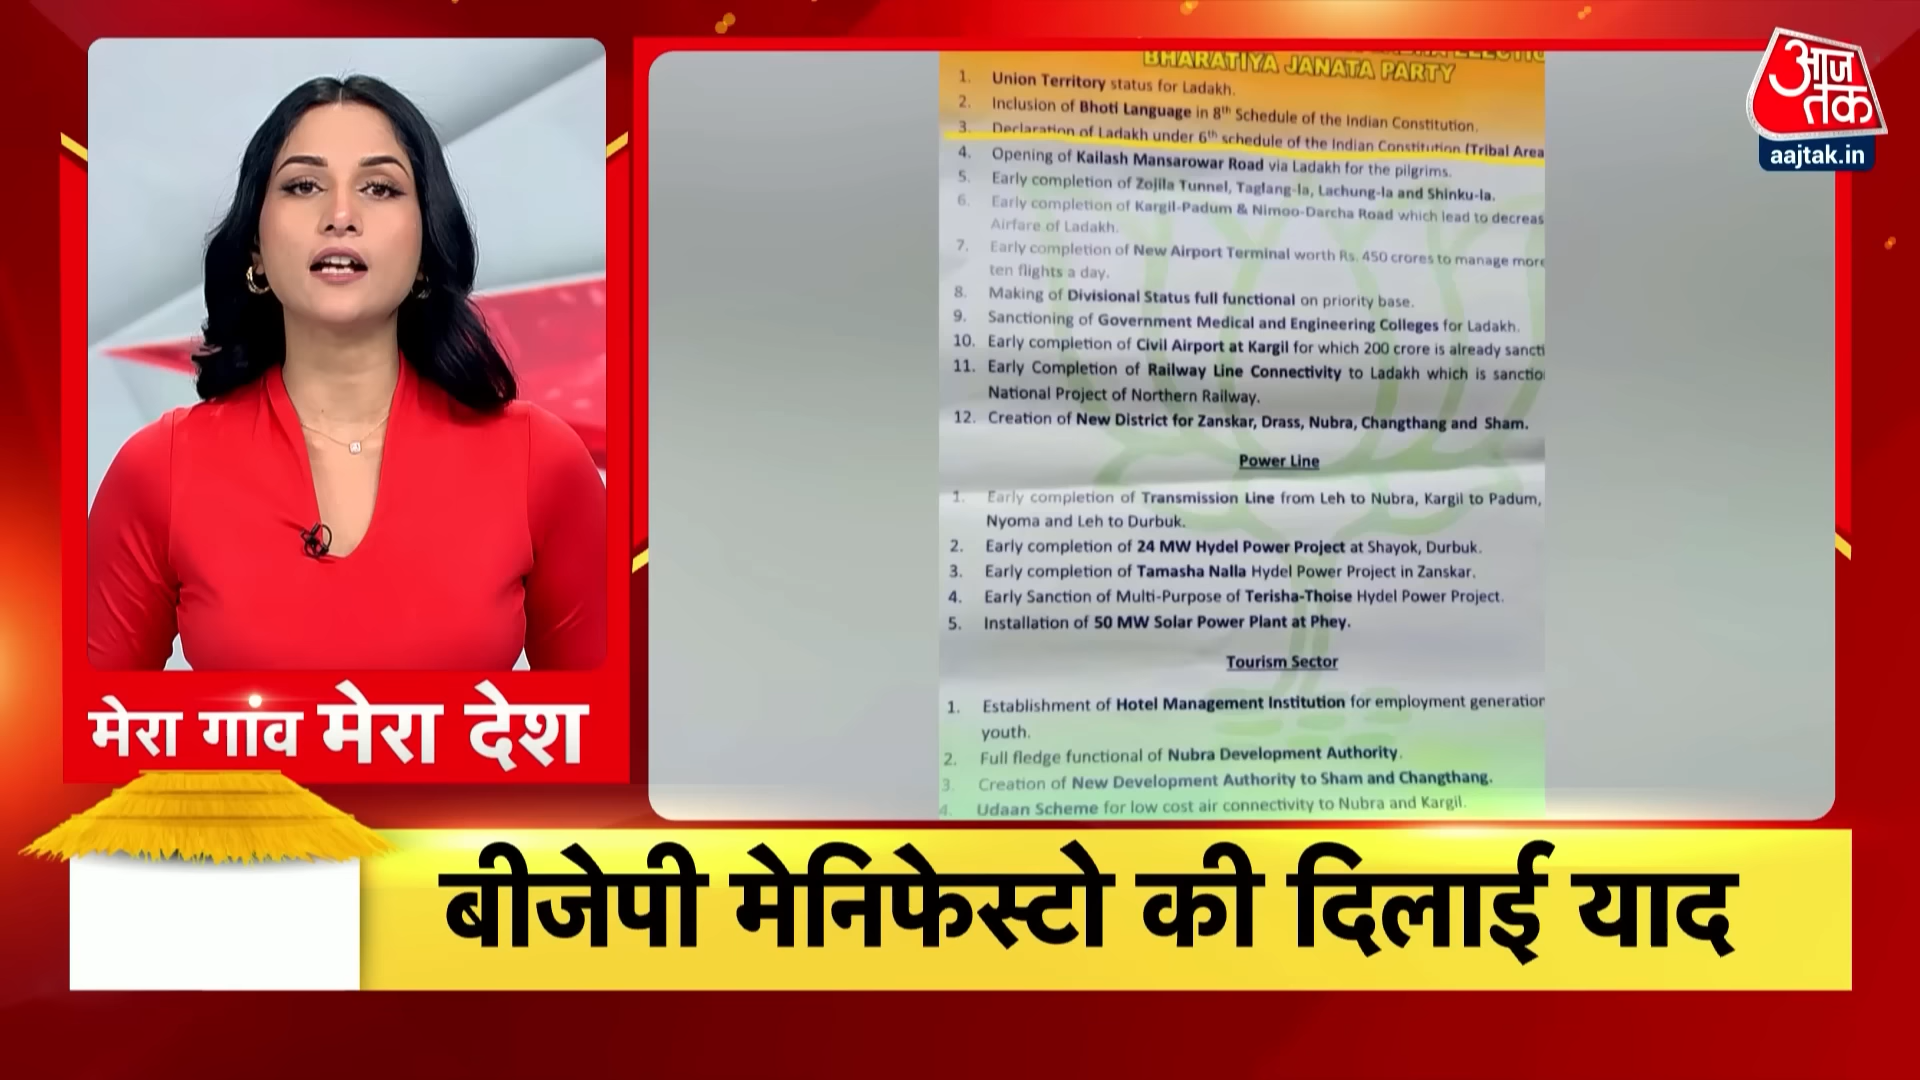 आज
तक
aajtak.in
BHARATIYA JANATA PARTY
1. Union Territory status for Ladakh.
2. Inclusion of Bhoti Language in 8th Schedule of the Indian Constitution.
3. Declaration of Ladakh under 6th schedule of the Indian Constitution (Tribal Area
4. Opening of Kailash Mansarowar Road via Ladakh for the pilgrims.
5. Early completion of Zojila Tunnel, Taglang-la, Lachung-la and Shinku-la.
6. Early completion of Kargil-Padum & Nimoo-Darcha Road which lead to decreas
Airfare of Ladakh.
7. Early completion of New Airport Terminal worth Rs. 450 crores to manage more
ten flights a day.
8. Making of Divisional Status full functional on priority base.
9. Sanctioning of Government Medical and Engineering Colleges for Ladakh.
10. Early completion of Civil Airport at Kargil for which 200 crore is already sancti
11. Early Completion of Railway Line Connectivity to Ladakh which is sanctio
National Project of Northern Railway.
12. Creation of New District for Zanskar, Drass, Nubra, Changthang and Sham.
Power Line
1. Early completion of Transmission Line from Leh to Nubra, Kargil to Padum,
Nyoma and Leh to Durbuk.
2. Early completion of 24 MW Hydel Power Project at Shayok, Durbuk.
3. Early completion of Tamasha Nalla Hydel Power Project in Zanskar.
4. Early Sanction of Multi-Purpose of Terisha-Thoise Hydel Power Project.
5. Installation of 50 MW Solar Power Plant at Phey.
Tourism Sector
1. Establishment of Hotel Management Institution for employment generation
youth.
2. Full fledge functional of Nubra Development Authority.
3. Creation of New Development Authority to Sham and Changthang.
4. Udaan Scheme for low cost air connectivity to Nubra and Kargil.
मेरा गांव मेरा देश
बीजेपी मेनिफेस्टो की दिलाई याद